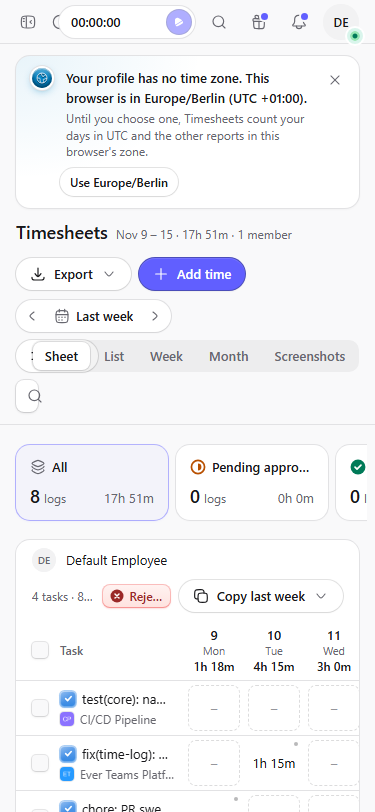 00:00:00
DE
Your profile has no time zone. This
browser is in Europe/Berlin (UTC +01:00).
Until you choose one, Timesheets count your
days in UTC and the other reports in this
browser's zone.
Use Europe/Berlin
Timesheets Nov 9 – 15 · 17h 51m · 1 member
Export
Add time
Last week
Sheet List Week Month Screenshots
All
8 logs 17h 51m
Pending appro...
0 logs 0h 0m
0
DE Default Employee
4 tasks · 8... Reje... Copy last week
Task
9 10 11
Mon Tue Wed
1h 18m 4h 15m 3h 0m
test(core): na... – – –
CP CI/CD Pipeline
fix(time-log): ... – 1h 15m –
ET Ever Teams Platf...
chore: PR swe...